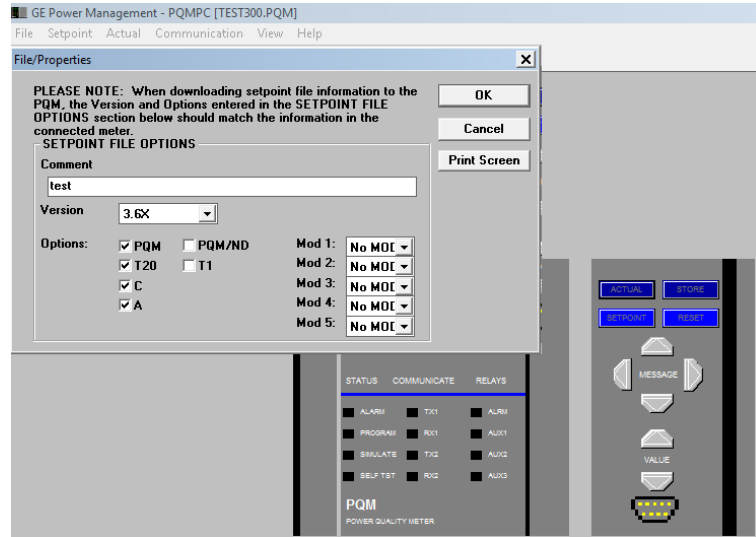 GE Power Management - PQMPC [TEST300.PQM]
File Setpoint Actual Communication View Help
File/Properties
PLEASE NOTE: When downloading setpoint file information to the
PQM, the Version and Options entered in the SETPOINT FILE
OPTIONS section below should match the information in the
connected meter.
OK
Cancel
Print Screen
SETPOINT FILE OPTIONS
Comment
test
Version 3.6X
Options: PQM PQM/ND Mod 1: No MOD
T20 T1 Mod 2: No MOD
C Mod 3: No MOD
A Mod 4: No MOD
Mod 5: No MOD
ACTUAL STORE
SETPOINT RESET
MESSAGE
VALUE
STATUS COMMUNICATE RELAYS
ALARM TX1 ALRM
PROGRAM RX1 AUX1
SIMULATE TX2 AUX2
SELF TST RX2 AUX3
PQM
POWER QUALITY METER